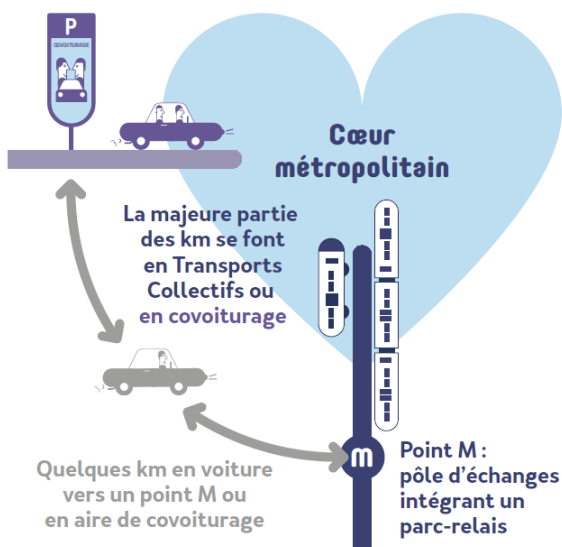 P
COVOITURAGE
Cœur
métropolitain
La majeure partie
des km se font
en Transports
Collectifs ou
en covoiturage
m
Point M :
pôle d'échanges
intégrant un
parc-relais
Quelques km en voiture
vers un point M ou
en aire de covoiturage